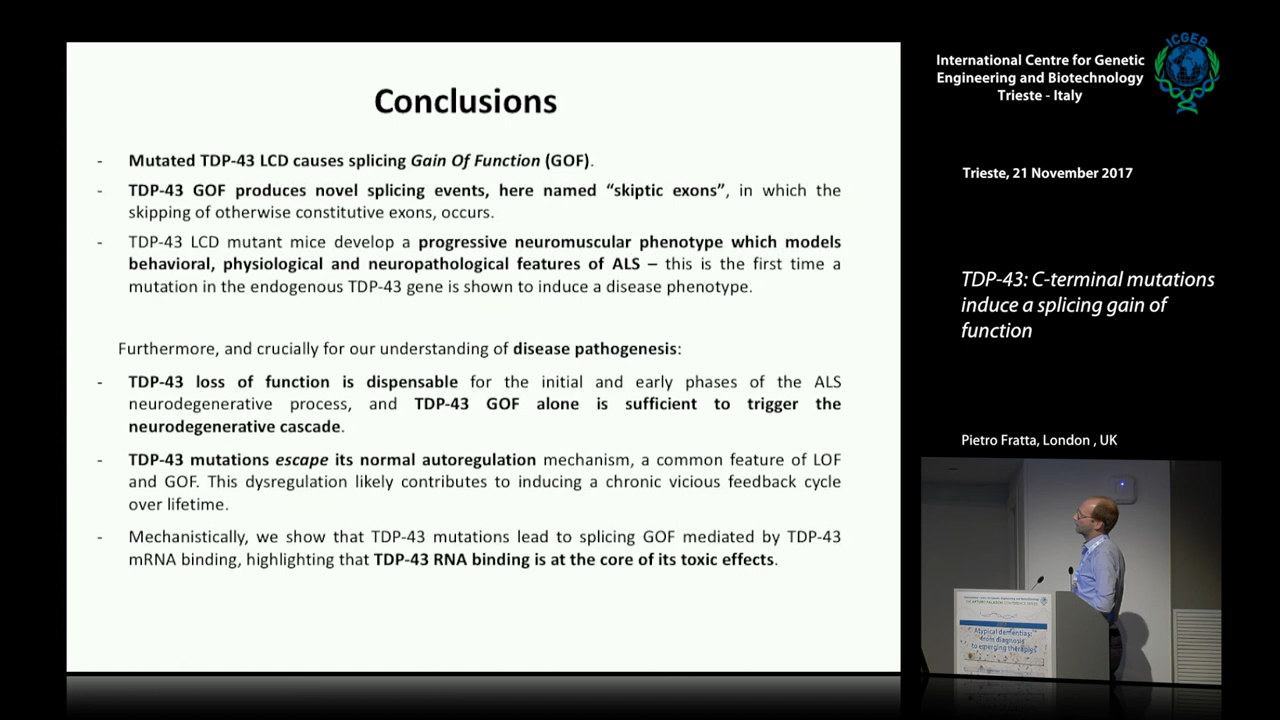 Conclusions
- Mutated TDP-43 LCD causes splicing Gain Of Function (GOF).
- TDP-43 GOF produces novel splicing events, here named “skiptic exons”, in which the
skipping of otherwise constitutive exons, occurs.
- TDP-43 LCD mutant mice develop a progressive neuromuscular phenotype which models
behavioral, physiological and neuropathological features of ALS – this is the first time a
mutation in the endogenous TDP-43 gene is shown to induce a disease phenotype.
Furthermore, and crucially for our understanding of disease pathogenesis:
- TDP-43 loss of function is dispensable for the initial and early phases of the ALS
neurodegenerative process, and TDP-43 GOF alone is sufficient to trigger the
neurodegenerative cascade.
- TDP-43 mutations escape its normal autoregulation mechanism, a common feature of LOF
and GOF. This dysregulation likely contributes to inducing a chronic vicious feedback cycle
over lifetime.
- Mechanistically, we show that TDP-43 mutations lead to splicing GOF mediated by TDP-43
mRNA binding, highlighting that TDP-43 RNA binding is at the core of its toxic effects.
International Centre for Genetic
Engineering and Biotechnology
Trieste - Italy
ICGEB
Trieste, 21 November 2017
TDP-43: C-terminal mutations
induce a splicing gain of
function
Pietro Fratta, London , UK
Atypical dementias:
from diagnosis
to emerging therapies